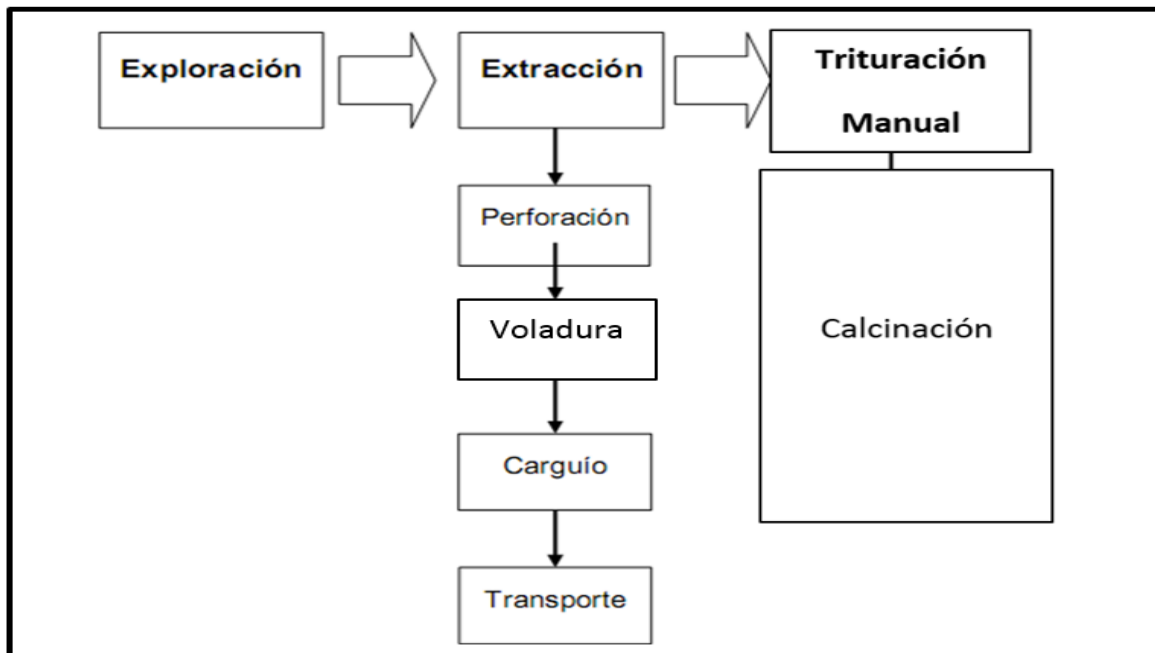 Exploración
Extracción
Trituración
Manual
Perforación
Voladura
Calcinación
Carguío
Transporte